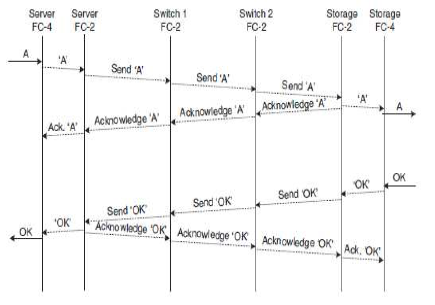 Server Server Switch 1 Switch 2 Storage Storage
FC-4 FC-2 FC-2 FC-2 FC-2 FC-4
A
'A'
Send 'A'
Send 'A'
Send 'A'
'A'
A
Acknowledge 'A'
Acknowledge 'A'
Acknowledge 'A'
Ack. 'A'
OK
'OK'
Send 'OK'
Send 'OK'
Send 'OK'
'OK'
OK
Acknowledge 'OK'
Acknowledge 'OK'
Acknowledge 'OK'
Ack. 'OK'